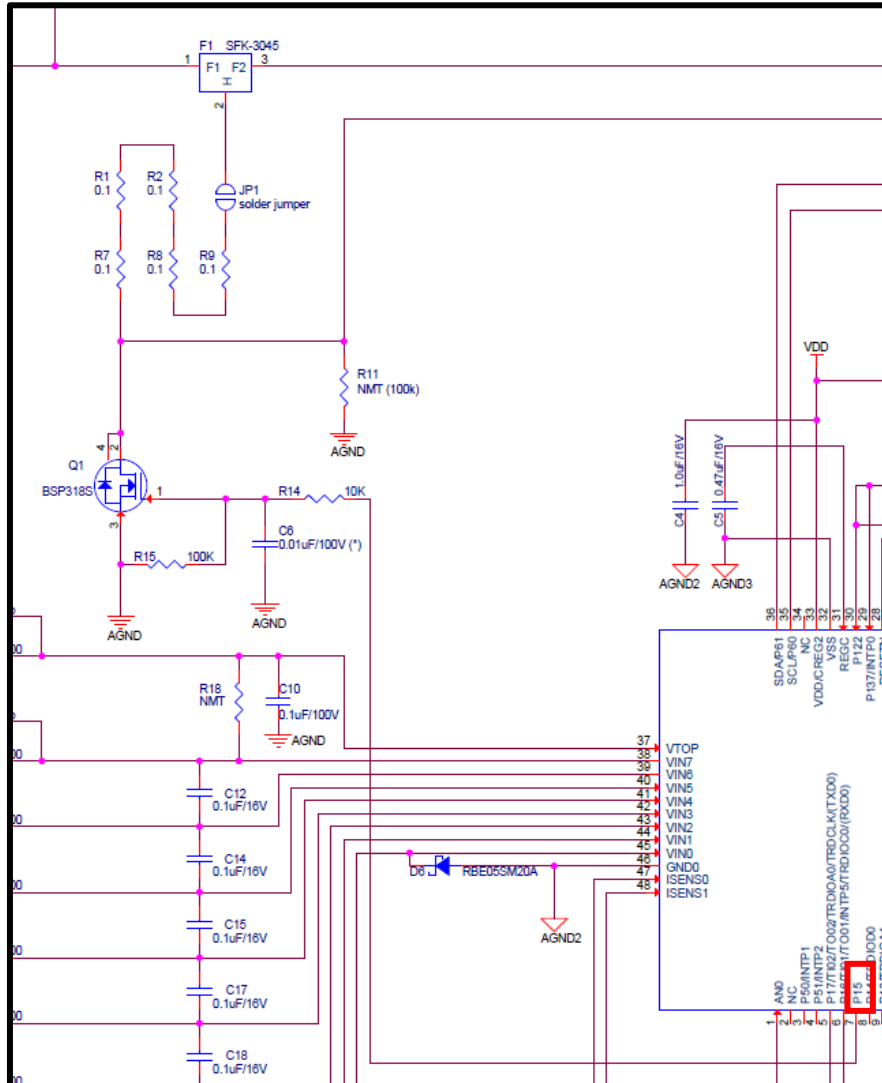 F1 SFK-3045
1
F1 F2
3
H
2
R1
0.1
R2
0.1
JP1
solder jumper
R7
0.1
R8
0.1
R9
0.1
R11
NMT (100k)
AGND
VDD
4
2
Q1
BSP318S
1
3
R14
10K
C6
0.01uF/100V (*)
R15
100K
AGND
AGND
1.0uF/16V
C4
0.47uF/16V
C5
AGND2
AGND3
36
35
34
33
32
31
30
29
28
SDA/P61
SCL/P60
NC
VDD/CREG2
VSS
REGC
P122
P137/INTP0
R18
NMT
C10
0.1uF/100V
AGND
37
VTOP
38
VIN7
39
VIN6
40
VIN5
41
VIN4
42
VIN3
43
VIN2
44
VIN1
45
VIN0
46
GND0
47
ISENS0
48
ISENS1
C12
0.1uF/16V
C14
0.1uF/16V
C15
0.1uF/16V
C17
0.1uF/16V
C18
0.1uF/16V
D6
RBE05SM20A
AGND2
AN0
NC
P50/INTP1
P51/INTP2
P17/TI02/TO02/TRDIOA0/TRDCLK/(TXD0)
P16/TI01/TO01/INTP5/TRDIOC0/(RXD0)
P15
1
2
3
4
5
6
7
8
9